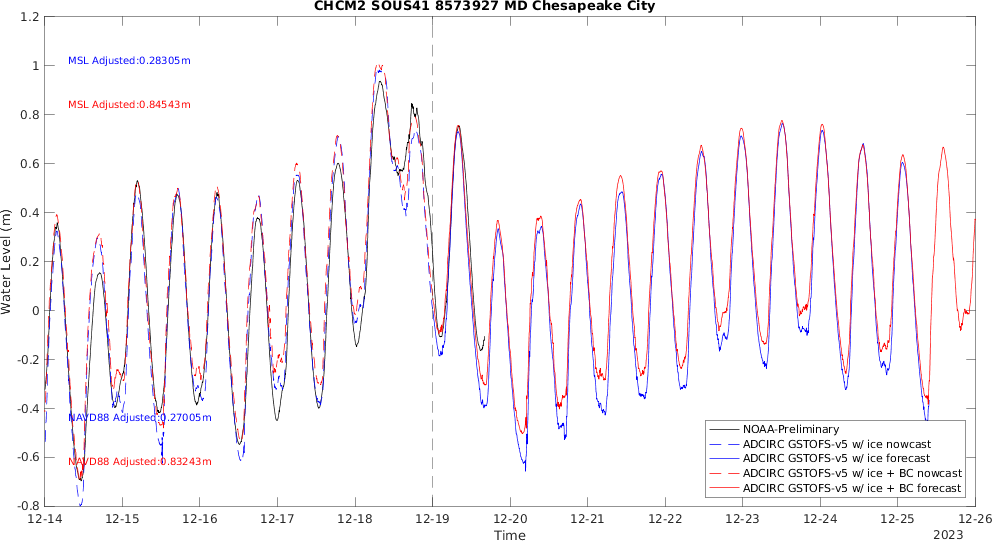 CHCM2 SOUS41 8573927 MD Chesapeake City
1.2
1
0.8
0.6
0.4
0.2
0
-0.2
-0.4
-0.6
-0.8
Water Level (m)
MSL Adjusted:0.28305m
MSL Adjusted:0.84543m
NAVD88 Adjusted:0.27005m
NAVD88 Adjusted:0.83243m
NOAA-Preliminary
ADCIRC GSTOFS-v5 w/ ice nowcast
ADCIRC GSTOFS-v5 w/ ice forecast
ADCIRC GSTOFS-v5 w/ ice + BC nowcast
ADCIRC GSTOFS-v5 w/ ice + BC forecast
12-14 12-15 12-16 12-17 12-18 12-19 12-20 12-21 12-22 12-23 12-24 12-25 12-26
Time
2023